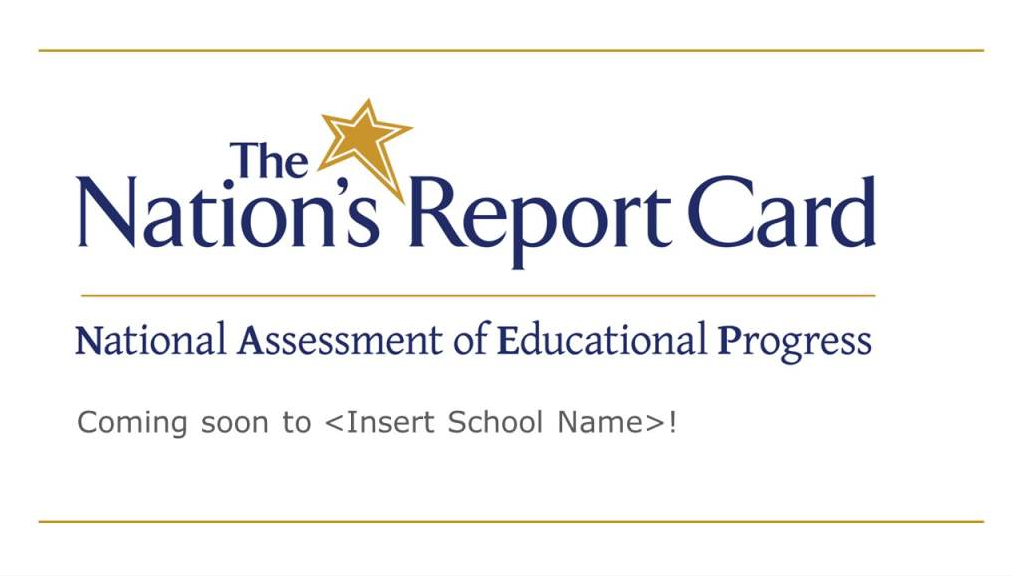 The
Nation's Report Card
National Assessment of Educational Progress
Coming soon to <Insert School Name>!